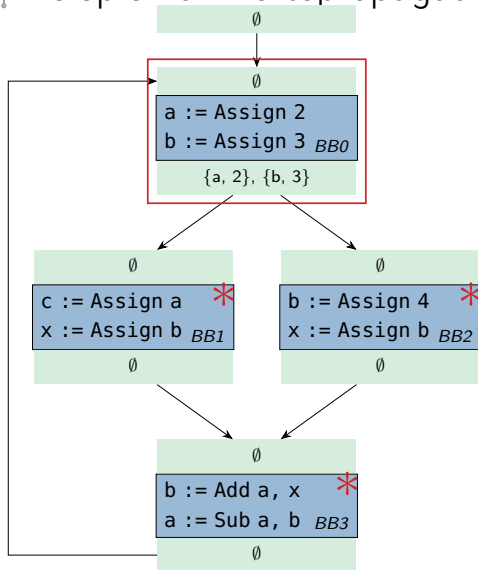 ∅
∅
a := Assign 2
b := Assign 3 BB0
{a, 2}, {b, 3}
∅ ∅
c := Assign a * b := Assign 4 *
x := Assign b BB1 x := Assign b BB2
∅ ∅
∅
b := Add a, x *
a := Sub a, b BB3
∅